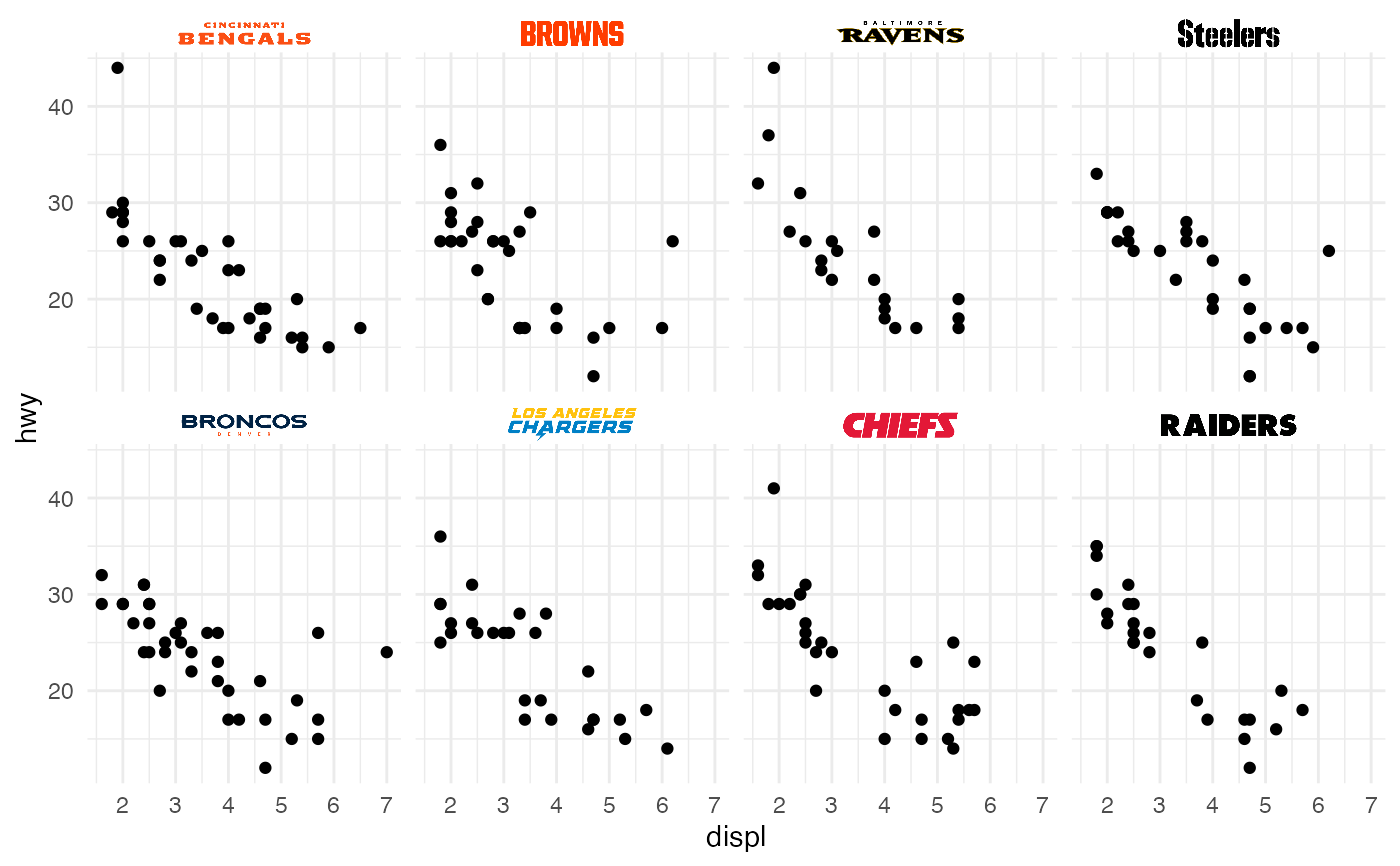 CINCINNATI
BENGALS
BROWNS
BALTIMORE
RAVENS
Steelers
40
30
20
hwy
BRONCOS
DENVER
LOS ANGELES
CHARGERS
CHIEFS
RAIDERS
40
30
20
2 3 4 5 6 7
2 3 4 5 6 7
2 3 4 5 6 7
2 3 4 5 6 7
displ